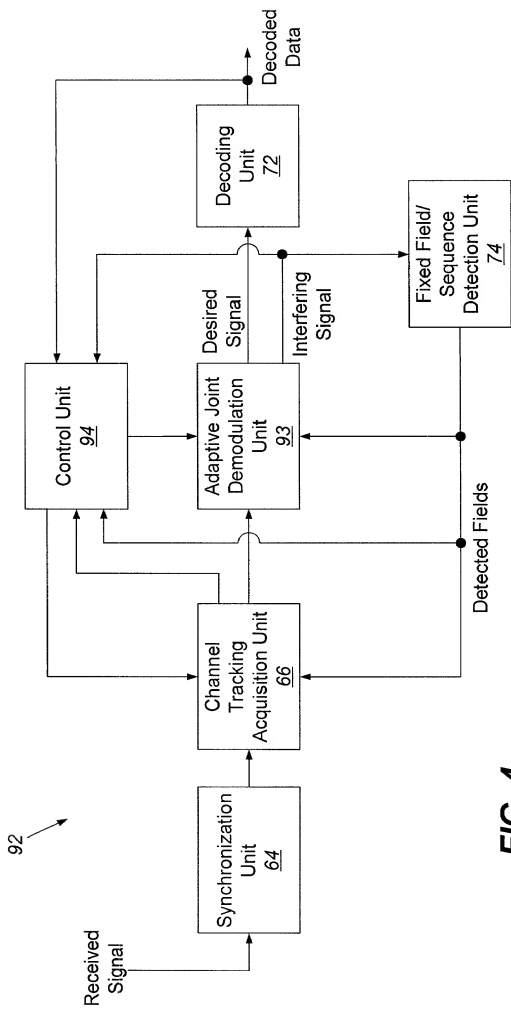 92
Received
Signal
Synchronization
Unit
64
Channel
Tracking
Acquisition Unit
66
Control Unit
94
Adaptive Joint
Demodulation
Unit
93
Desired
Signal
Interfering
Signal
Decoding
Unit
72
Decoded
Data
Fixed Field/
Sequence
Detection Unit
74
Detected Fields
FIG. 4